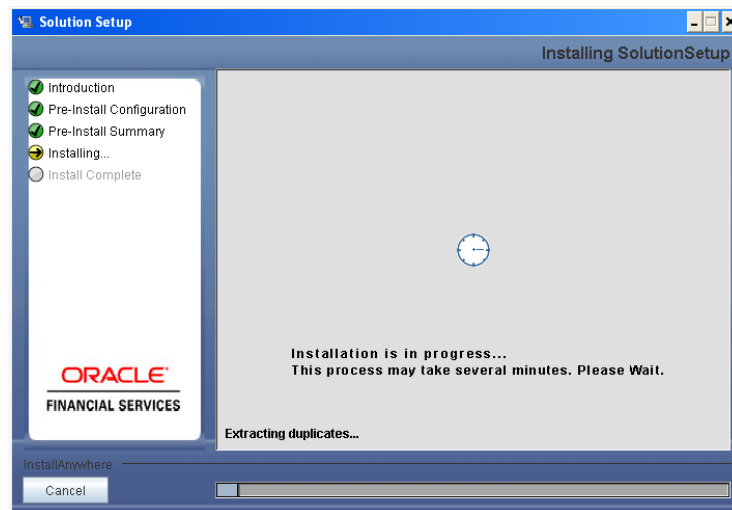 Solution Setup
Installing SolutionSetup
Introduction
Pre-Install Configuration
Pre-Install Summary
Installing...
Install Complete
Installation is in progress...
This process may take several minutes. Please Wait.
ORACLE
FINANCIAL SERVICES
Extracting duplicates...
InstallAnywhere
Cancel